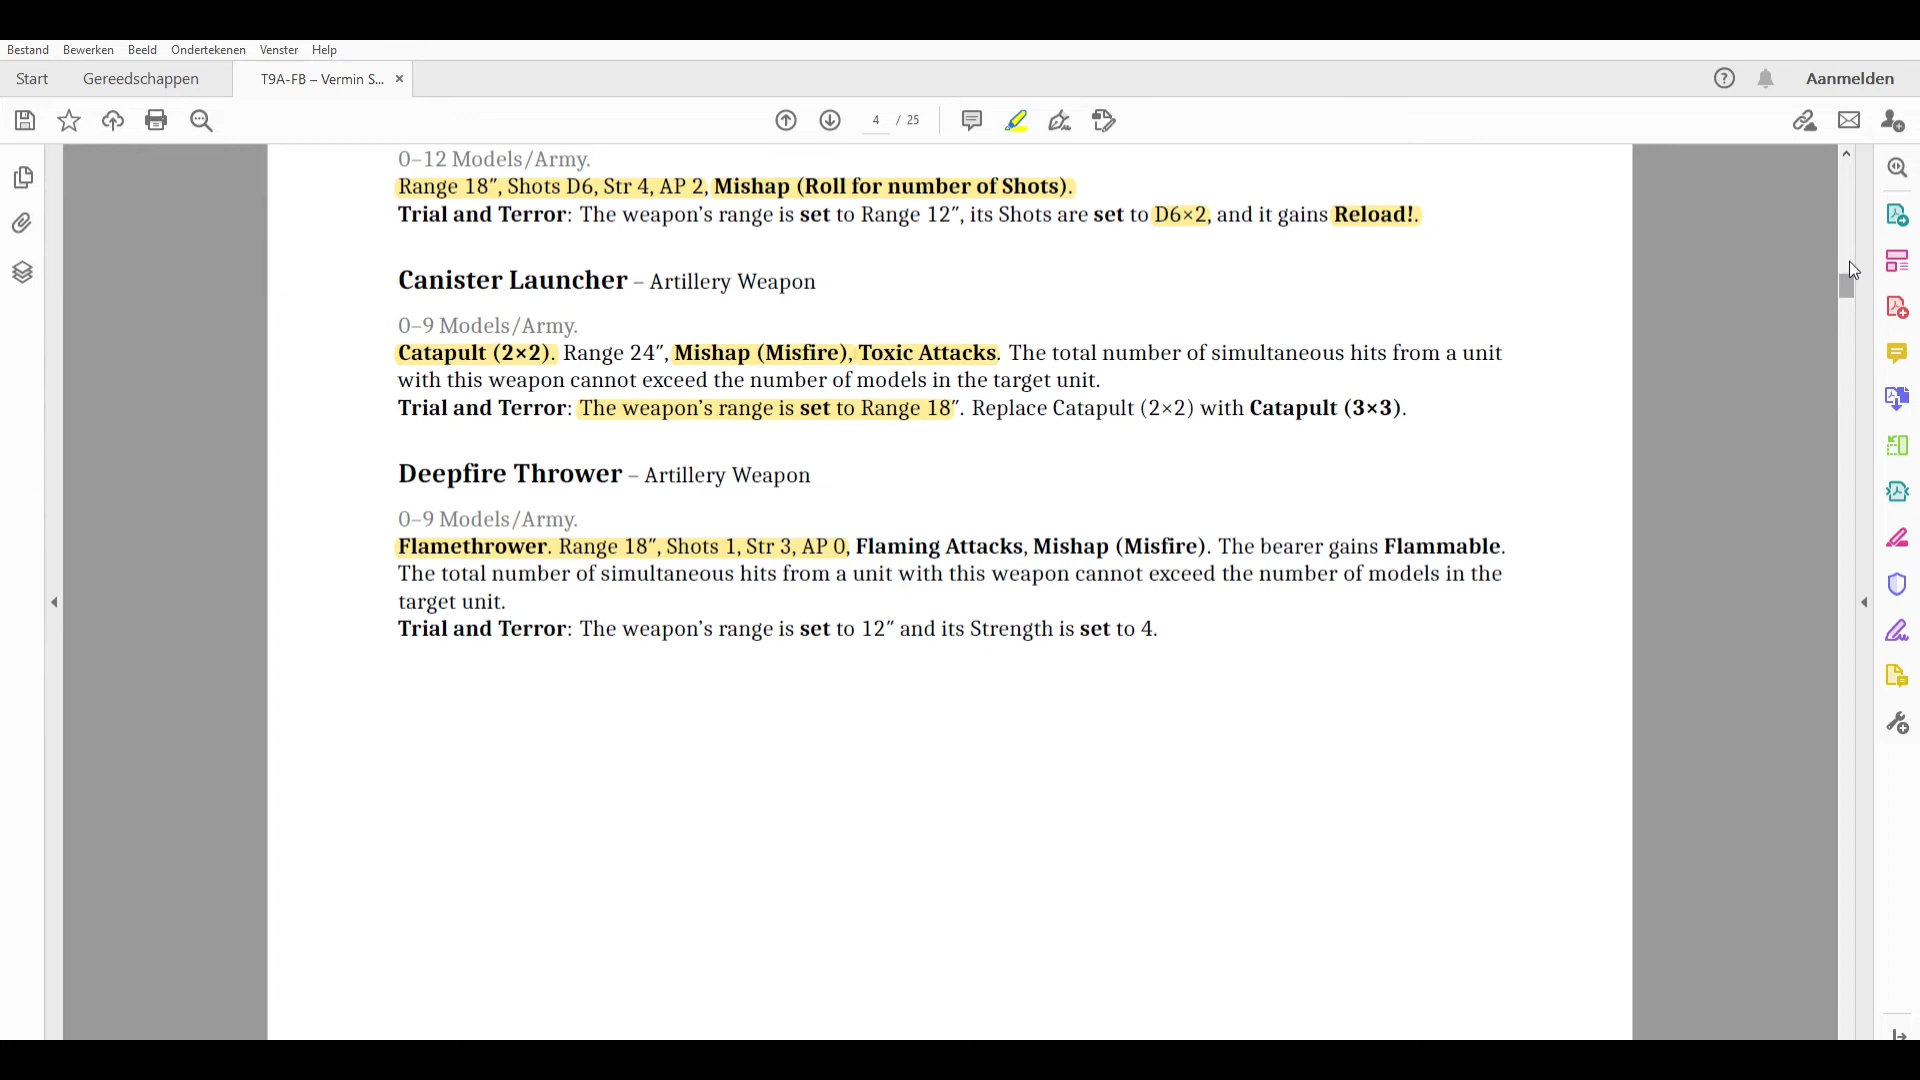 Bestand Bewerken Beeld Ondertekenen Venster Help
Start Gereedschappen T9A-FB – Vermin S... × Aanmelden
4 / 25
0–12 Models/Army.
Range 18″, Shots D6, Str 4, AP 2, Mishap (Roll for number of Shots).
Trial and Terror: The weapon’s range is set to Range 12″, its Shots are set to D6×2, and it gains Reload!.
Canister Launcher – Artillery Weapon
0–9 Models/Army.
Catapult (2×2). Range 24″, Mishap (Misfire), Toxic Attacks. The total number of simultaneous hits from a unit
with this weapon cannot exceed the number of models in the target unit.
Trial and Terror: The weapon’s range is set to Range 18″. Replace Catapult (2×2) with Catapult (3×3).
Deepfire Thrower – Artillery Weapon
0–9 Models/Army.
Flamethrower. Range 18″, Shots 1, Str 3, AP 0, Flaming Attacks, Mishap (Misfire). The bearer gains Flammable.
The total number of simultaneous hits from a unit with this weapon cannot exceed the number of models in the
target unit.
Trial and Terror: The weapon’s range is set to 12″ and its Strength is set to 4.